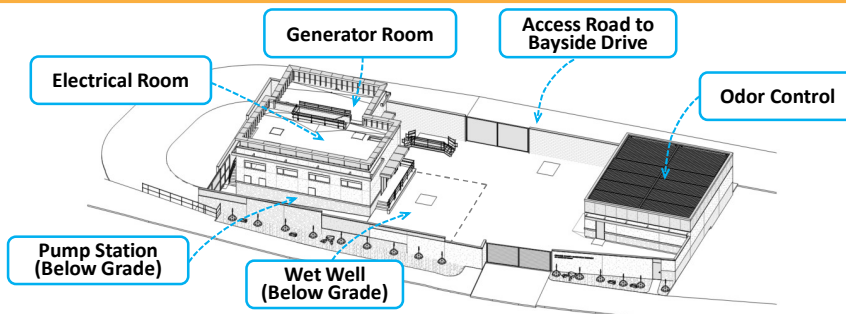 Generator Room
Access Road to
Bayside Drive
Electrical Room
Odor Control
Pump Station
(Below Grade)
Wet Well
(Below Grade)